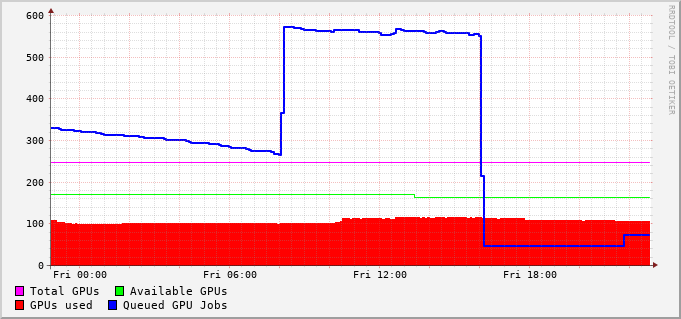 600
500
400
300
200
100
0
Fri 00:00 Fri 06:00 Fri 12:00 Fri 18:00
Total GPUs Available GPUs
GPUs used Queued GPU Jobs
RRDTOOL / TOBI OETIKER